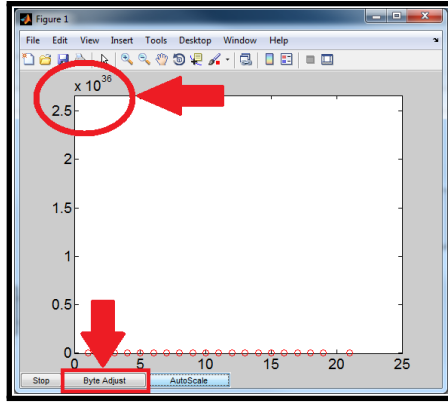 Figure 1
File Edit View Insert Tools Desktop Window Help
x 10^36
2.5
2
1.5
1
0.5
0
0 5 10 15 20 25
Stop Byte Adjust AutoScale